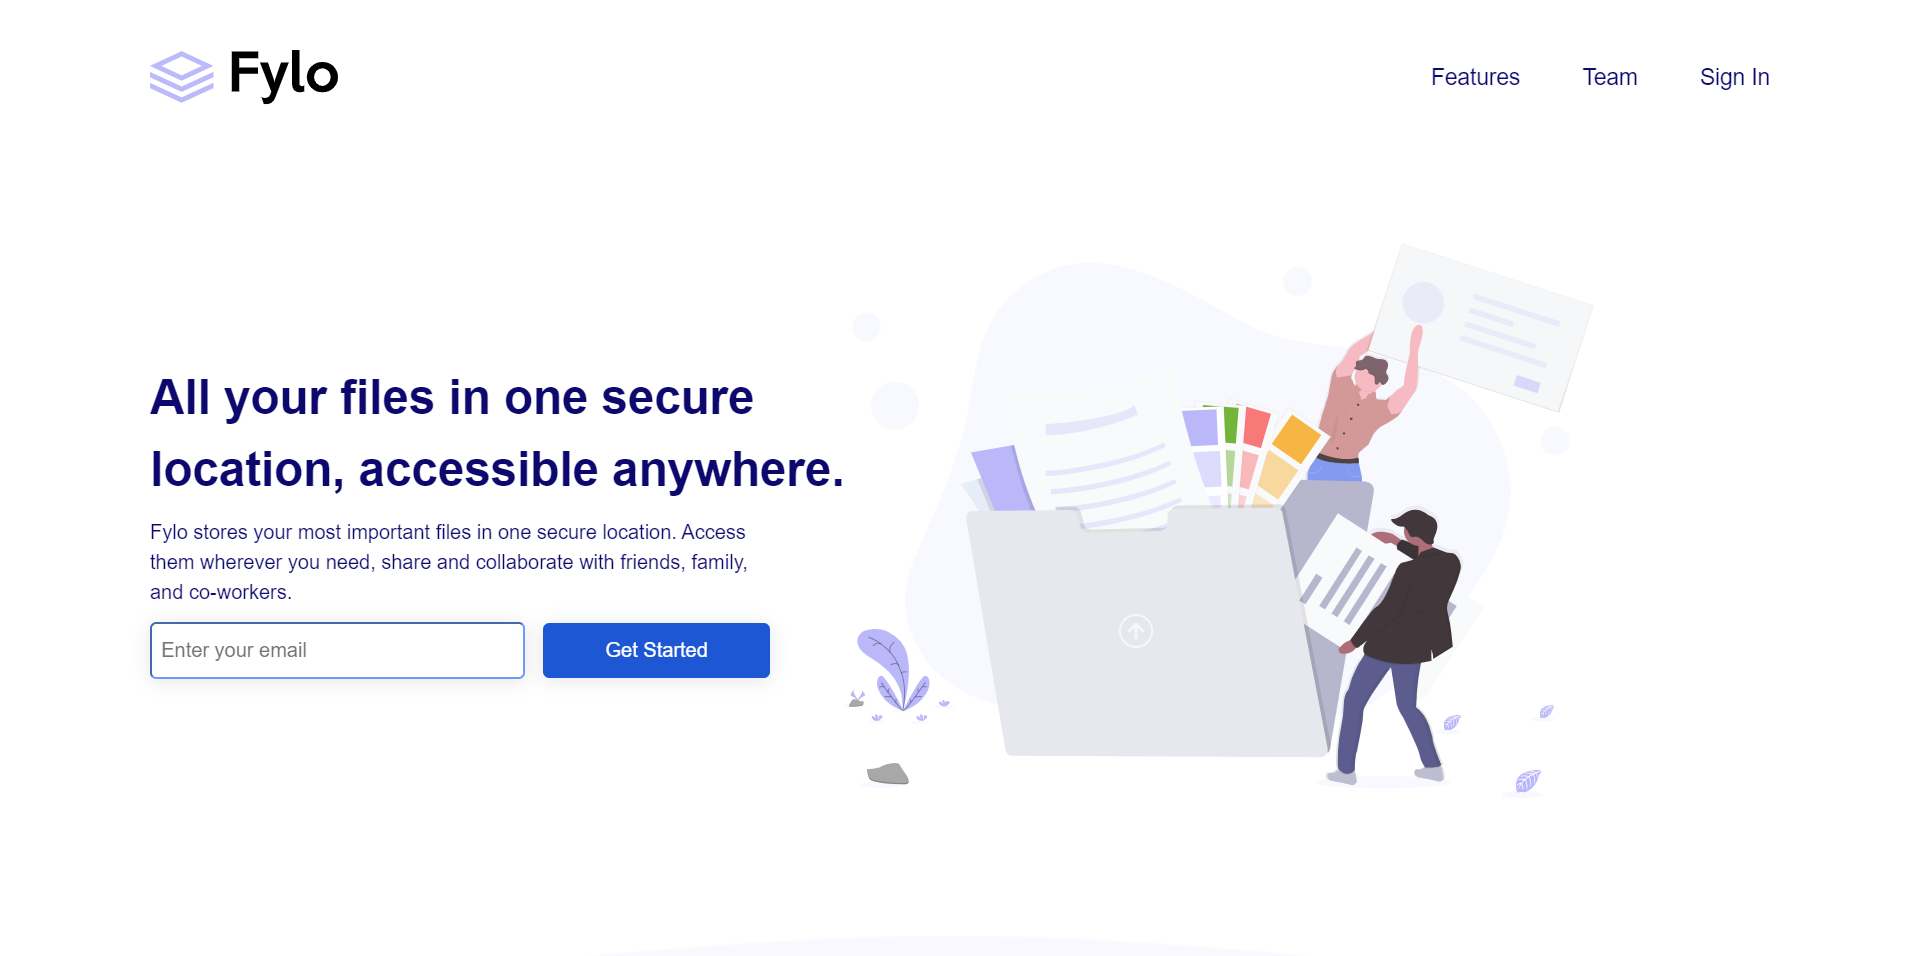 Fylo
Features
Team
Sign In
All your files in one secure
location, accessible anywhere.
Fylo stores your most important files in one secure location. Access
them wherever you need, share and collaborate with friends, family,
and co-workers.
Enter your email
Get Started